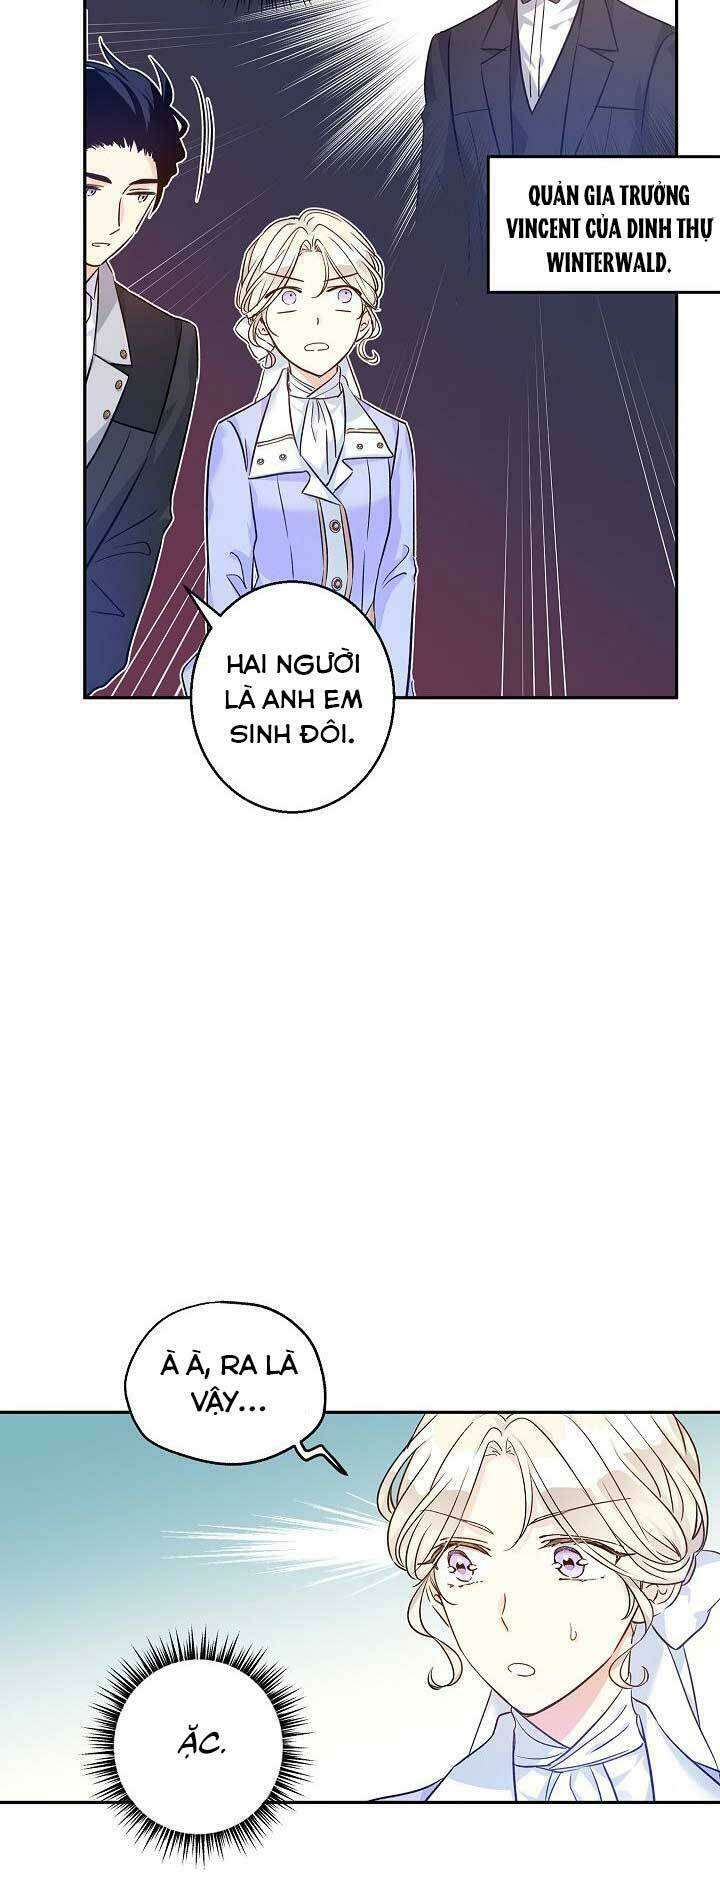 QUẢN GIA TRƯỞNG
VINCENT CỦA DINH THỰ
WINTERWALD.
HAI NGƯỜI
LÀ ANH EM
SINH ĐÔI.
À À, RA LÀ
VẬY...
ẶC.